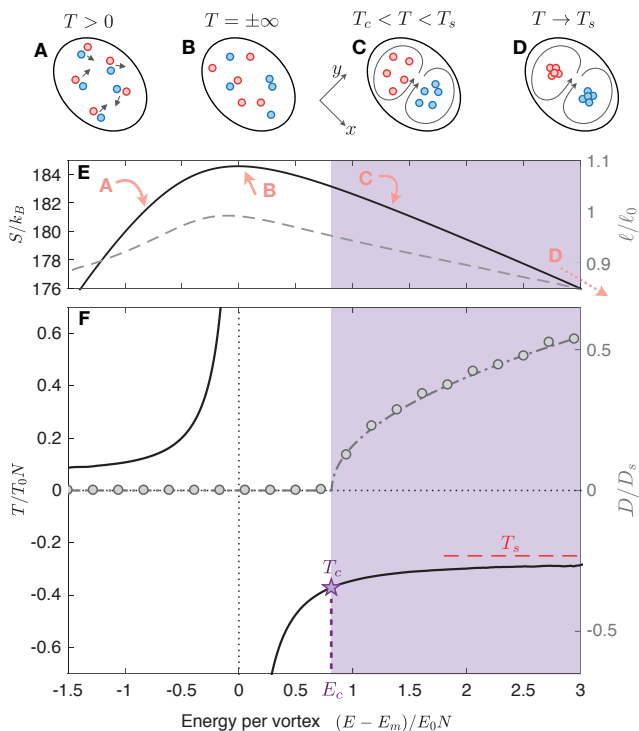 T > 0
T = ±∞
T_c < T < T_s
T → T_s
A
B
C
D
y
x
E
184
182
180
178
176
S/k_B
A
B
C
D
1.1
1
0.9
ℓ/ℓ_0
F
0.6
0.4
0.2
0
-0.2
-0.4
-0.6
T/T_0N
T_s
T_c
E_c
0.5
0
-0.5
D/D_s
-1.5
-1
-0.5
0
0.5
1
1.5
2
2.5
3
Energy per vortex (E − E_m)/E_0N